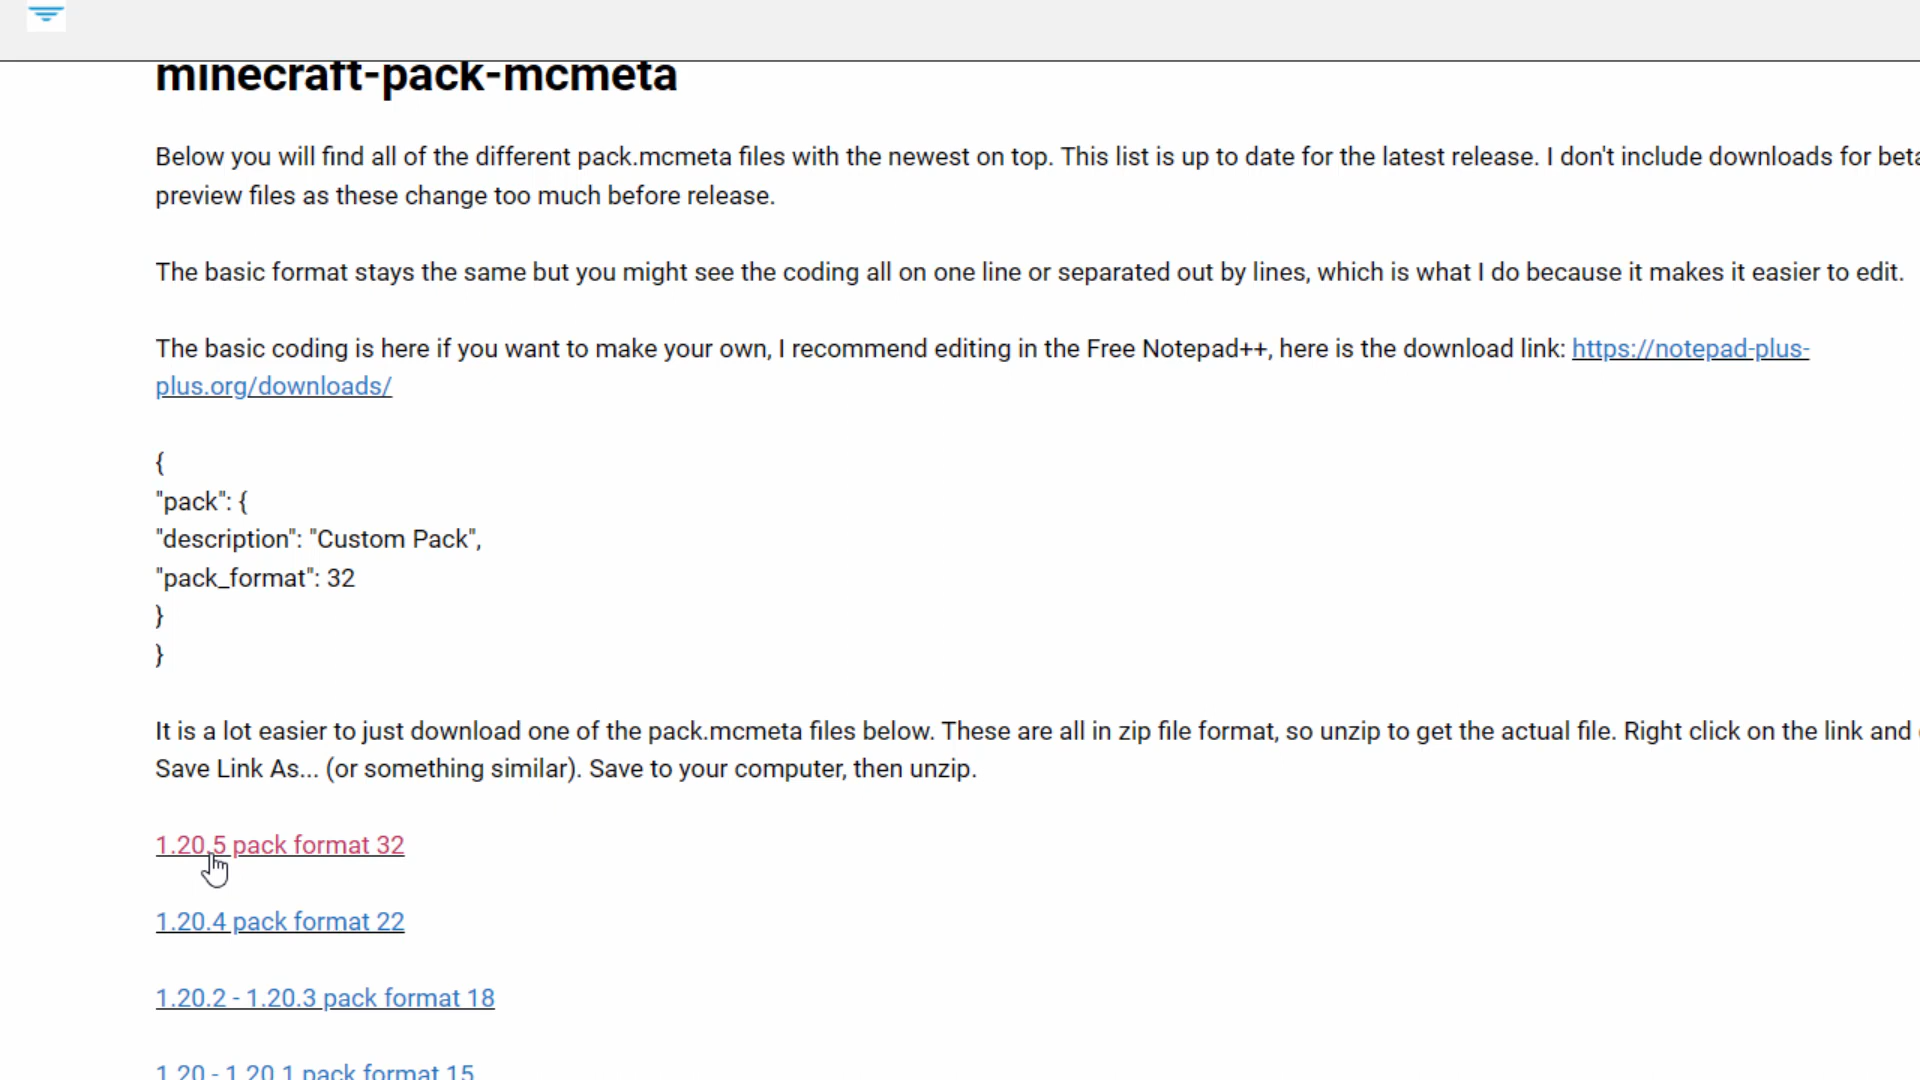 minecraft-pack-mcmeta
Below you will find all of the different pack.mcmeta files with the newest on top. This list is up to date for the latest release. I don't include downloads for beta
preview files as these change too much before release.
The basic format stays the same but you might see the coding all on one line or separated out by lines, which is what I do because it makes it easier to edit.
The basic coding is here if you want to make your own, I recommend editing in the Free Notepad++, here is the download link: https://notepad-plus-
plus.org/downloads/
{
"pack": {
"description": "Custom Pack",
"pack_format": 32
}
}
It is a lot easier to just download one of the pack.mcmeta files below. These are all in zip file format, so unzip to get the actual file. Right click on the link and
Save Link As... (or something similar). Save to your computer, then unzip.
1.20.5 pack format 32
1.20.4 pack format 22
1.20.2 - 1.20.3 pack format 18
1.20 - 1.20.1 pack format 15